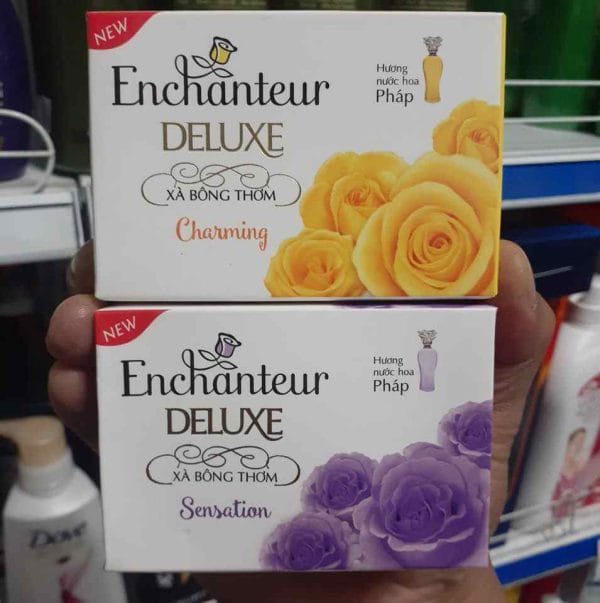 NEW
Enchanteur
DELUXE
XÀ BÔNG THƠM
Charming
Hương
nước hoa
Pháp
NEW
Enchanteur
DELUXE
XÀ BÔNG THƠM
Sensation
Hương
nước hoa
Pháp
Dove